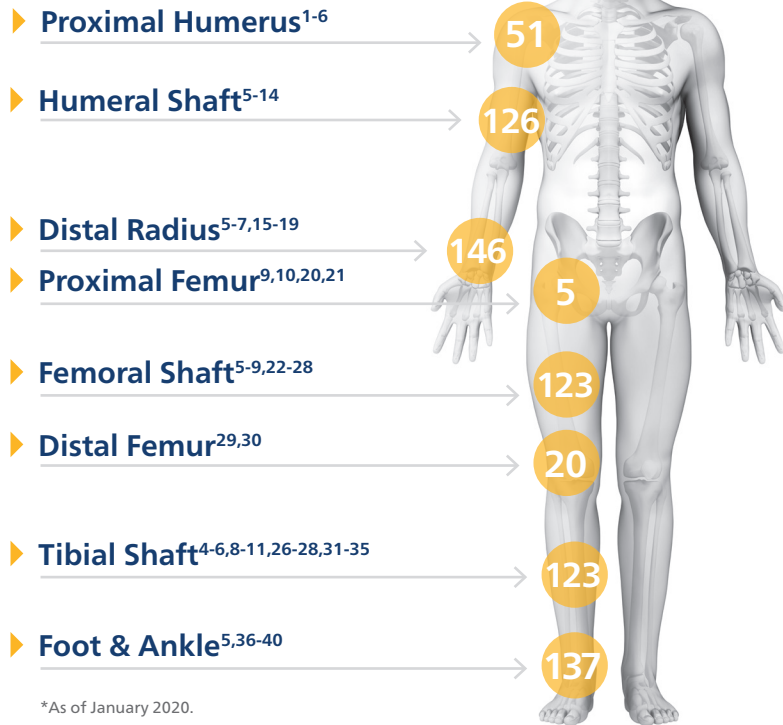 Proximal Humerus1-6
51
Humeral Shaft5-14
126
Distal Radius5-7,15-19
146
Proximal Femur9,10,20,21
5
Femoral Shaft5-9,22-28
123
Distal Femur29,30
20
Tibial Shaft4-6,8-11,26-28,31-35
123
Foot & Ankle5,36-40
137
*As of January 2020.